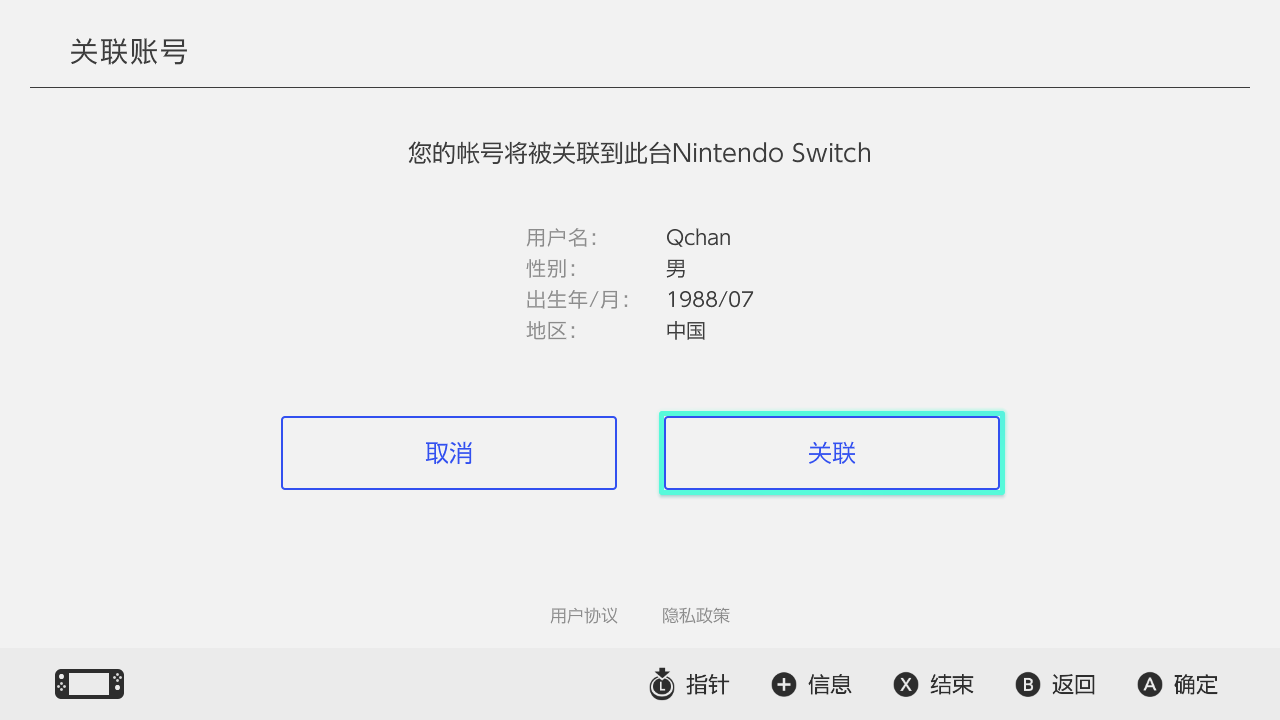 关联账号
您的帐号将被关联到此台Nintendo Switch
用户名： Qchan
性别： 男
出生年/月： 1988/07
地区： 中国
取消 关联
用户协议 隐私政策
L 指针 + 信息 X 结束 B 返回 A 确定